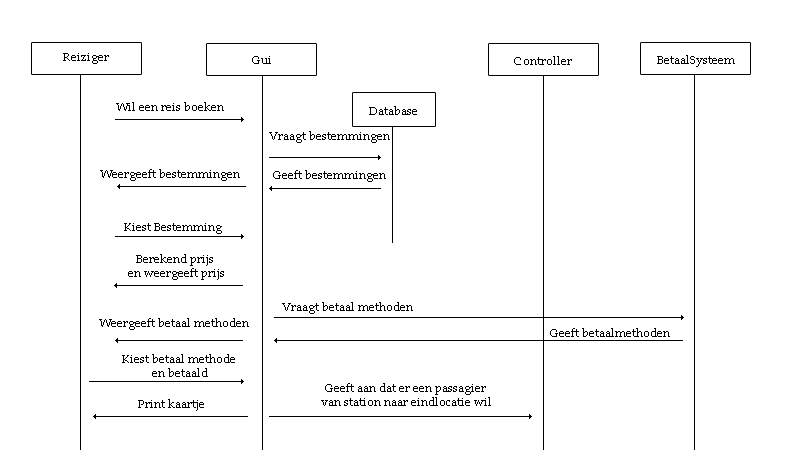 Reiziger
Gui
Controller
BetaalSysteem
Database
Wil een reis boeken
Vraagt bestemmingen
Weergeeft bestemmingen
Geeft bestemmingen
Kiest Bestemming
Berekend prijs
en weergeeft prijs
Vraagt betaal methoden
Weergeeft betaal methoden
Geeft betaalmethoden
Kiest betaal methode
en betaald
Geeft aan dat er een passagier
van station naar eindlocatie wil
Print kaartje